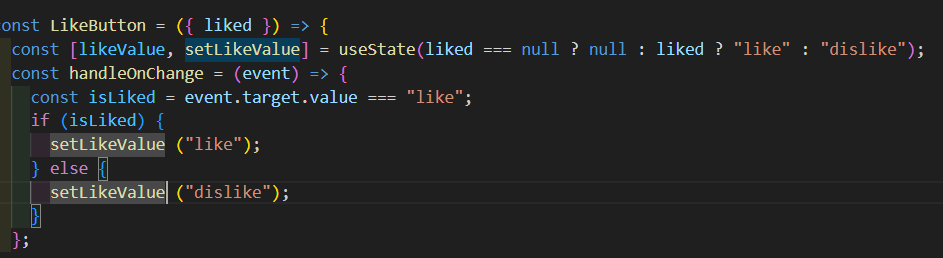 const LikeButton = ({ liked }) => {
const [likeValue, setLikeValue] = useState(liked === null ? null : liked ? "like" : "dislike");
const handleOnChange = (event) => {
const isLiked = event.target.value === "like";
if (isLiked) {
setLikeValue ("like");
} else {
setLikeValue ("dislike");
}
};